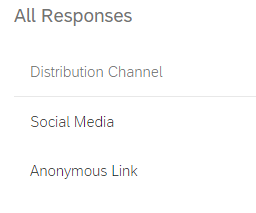 All Responses
Distribution Channel
Social Media
Anonymous Link